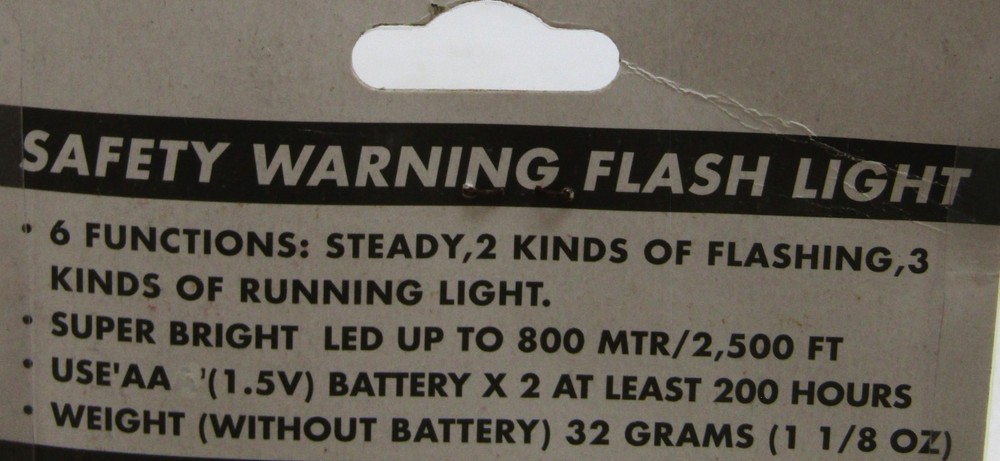 SAFETY WARNING FLASH LIGHT
• 6 FUNCTIONS: STEADY,2 KINDS OF FLASHING,3
KINDS OF RUNNING LIGHT.
• SUPER BRIGHT LED UP TO 800 MTR/2,500 FT
• USE'AA '(1.5V) BATTERY X 2 AT LEAST 200 HOURS
• WEIGHT (WITHOUT BATTERY) 32 GRAMS (1 1/8 OZ)